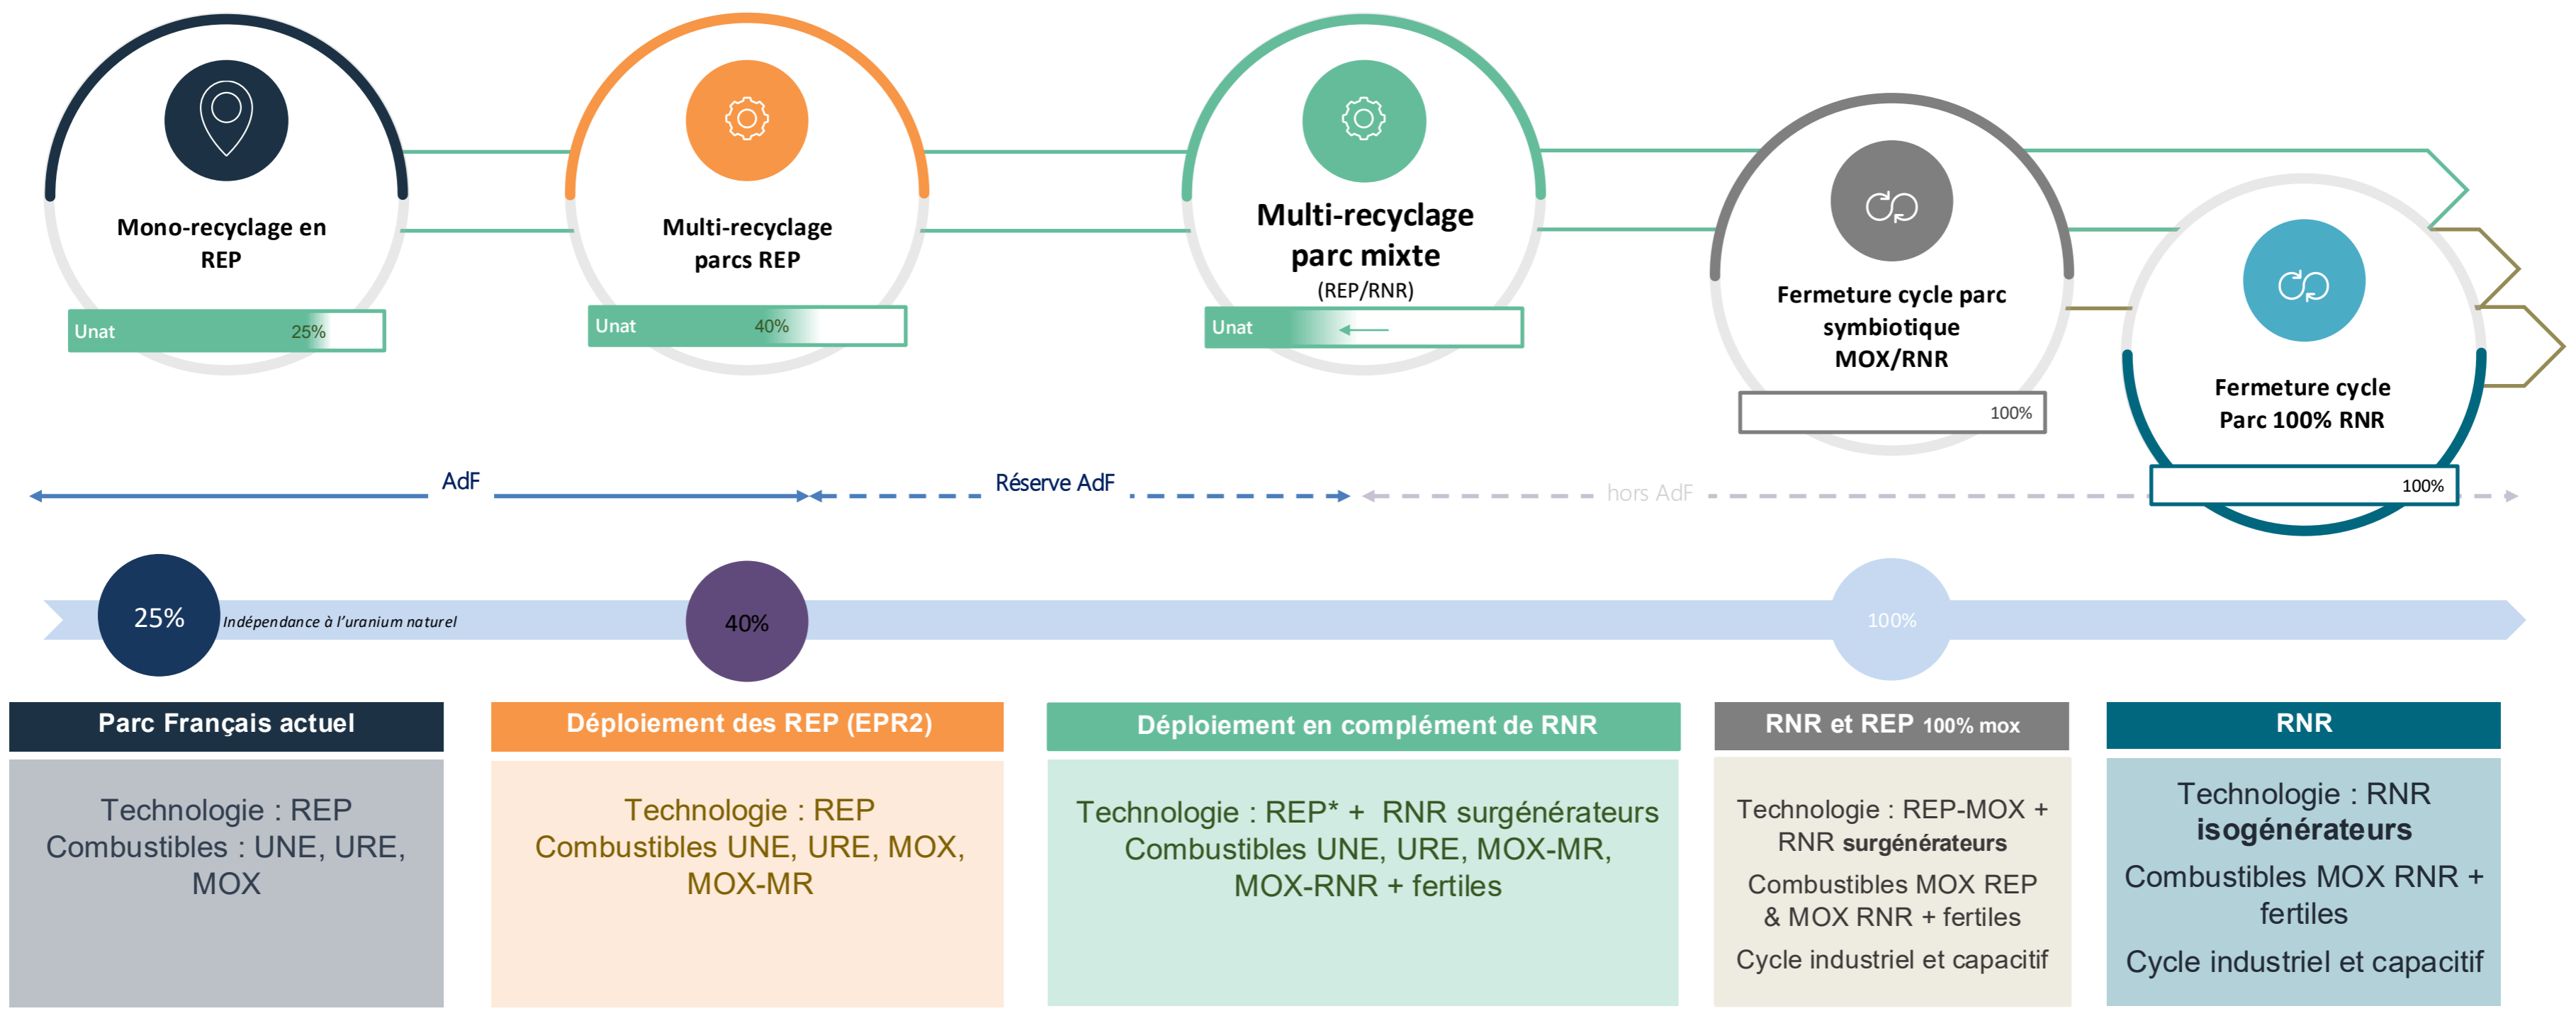 Mono-recyclage en
REP
Unat
25%
Multi-recyclage
parcs REP
Unat
40%
Multi-recyclage
parc mixte
(REP/RNR)
Unat
Fermeture cycle parc
symbiotique
MOX/RNR
100%
Fermeture cycle
Parc 100% RNR
100%
AdF
Réserve AdF
hors AdF
25%
Indépendance à l’uranium naturel
40%
100%
Parc Français actuel
Technologie : REP
Combustibles : UNE, URE,
MOX
Déploiement des REP (EPR2)
Technologie : REP
Combustibles UNE, URE, MOX,
MOX-MR
Déploiement en complément de RNR
Technologie : REP* + RNR surgénérateurs
Combustibles UNE, URE, MOX-MR,
MOX-RNR + fertiles
RNR et REP 100% mox
Technologie : REP-MOX +
RNR surgénérateurs
Combustibles MOX REP
& MOX RNR + fertiles
Cycle industriel et capacitif
RNR
Technologie : RNR
isogénérateurs
Combustibles MOX RNR +
fertiles
Cycle industriel et capacitif